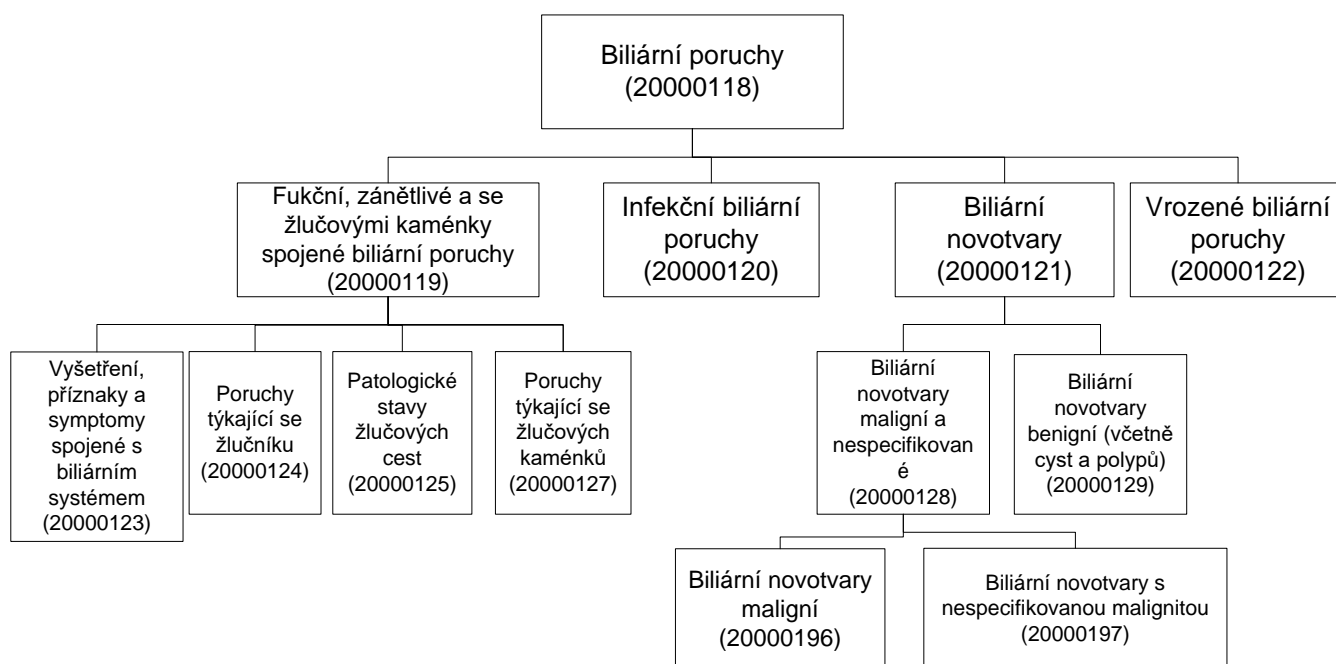 Biliární poruchy
(20000118)
Fukční, zánětlivé a se
žlučovými kaménky
spojené biliární poruchy
(20000119)
Infekční biliární
poruchy
(20000120)
Biliární
novotvary
(20000121)
Vrozené biliární
poruchy
(20000122)
Vyšetření,
příznaky a
symptomy
spojené s
biliárním
systémem
(20000123)
Poruchy
týkající se
žlučníku
(20000124)
Patologické
stavy
žlučových
cest
(20000125)
Poruchy
týkající se
žlučových
kaménků
(20000127)
Biliární
novotvary
maligní a
nespecifikovan
é
(20000128)
Biliární
novotvary
benigní (včetně
cyst a polypů)
(20000129)
Biliární novotvary
maligní
(20000196)
Biliární novotvary s
nespecifikovanou malignitou
(20000197)